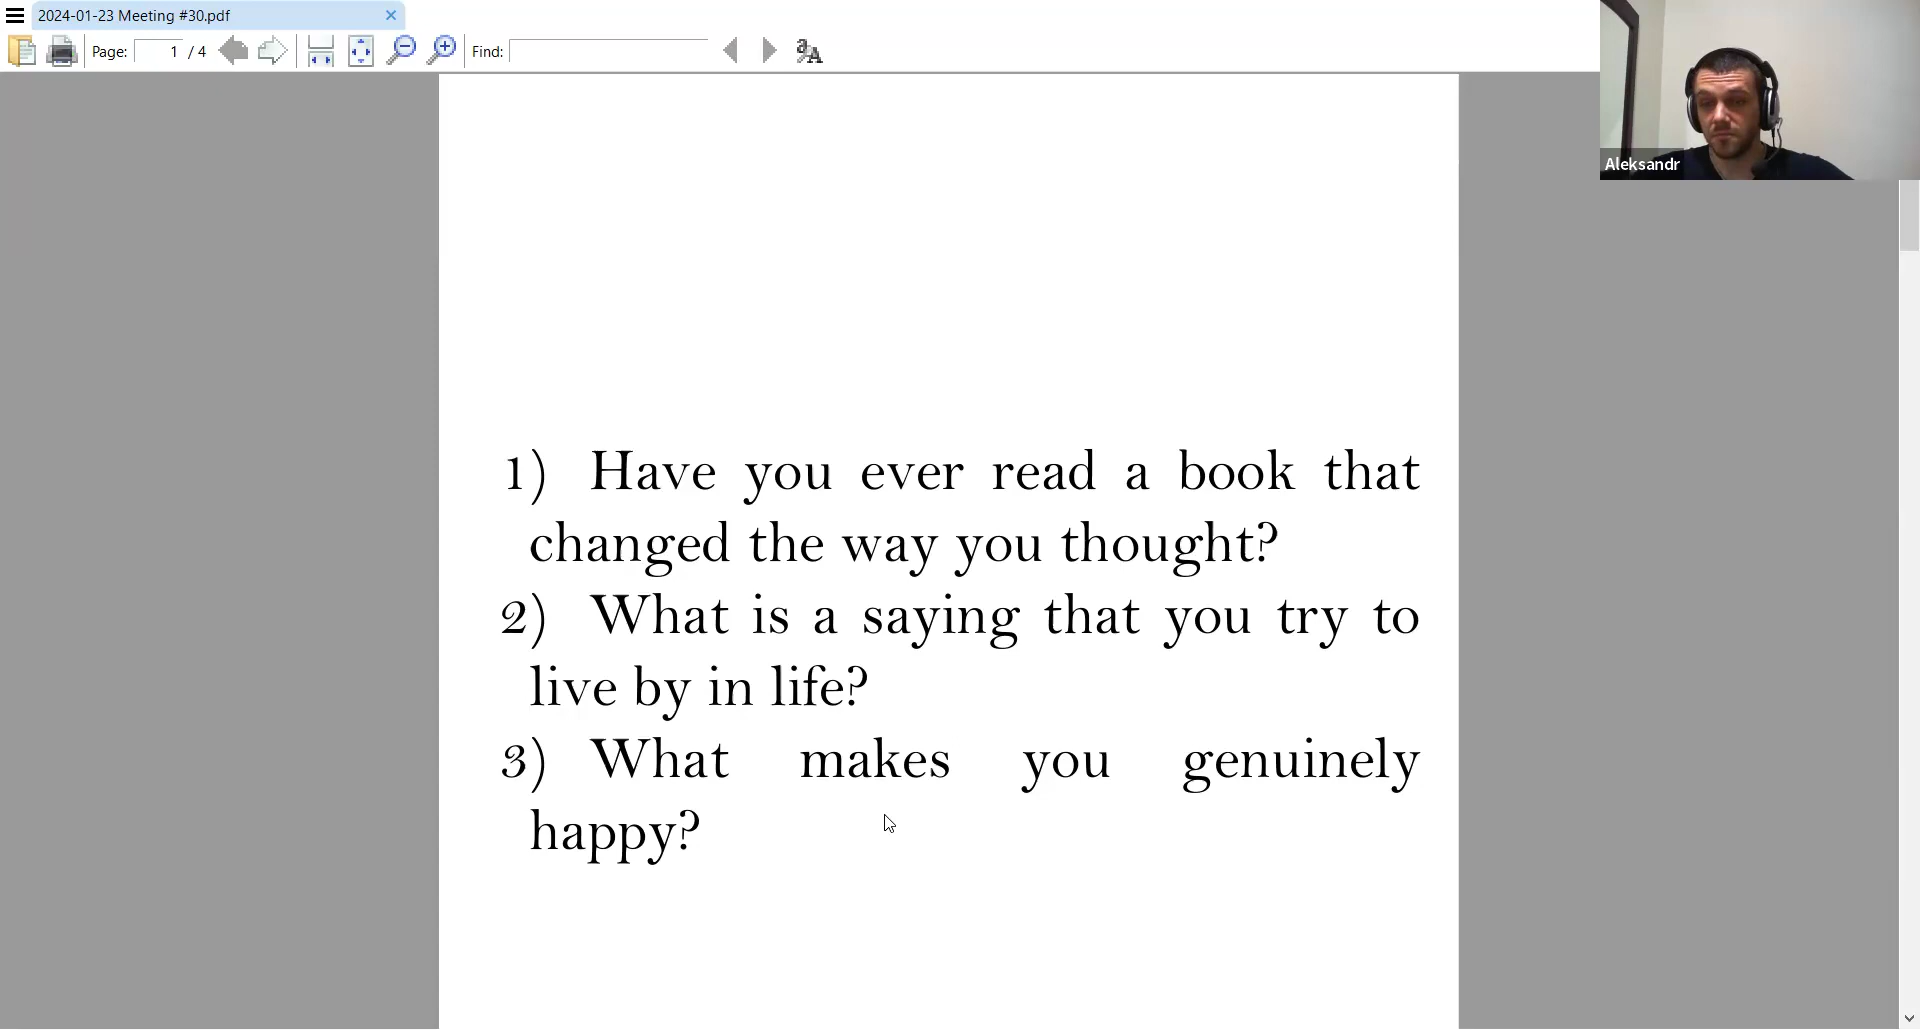 2024-01-23 Meeting #30.pdf
Page: 1 / 4 Find:
Aleksandr
1) Have you ever read a book that
changed the way you thought?
2) What is a saying that you try to
live by in life?
3) What makes you genuinely
happy?